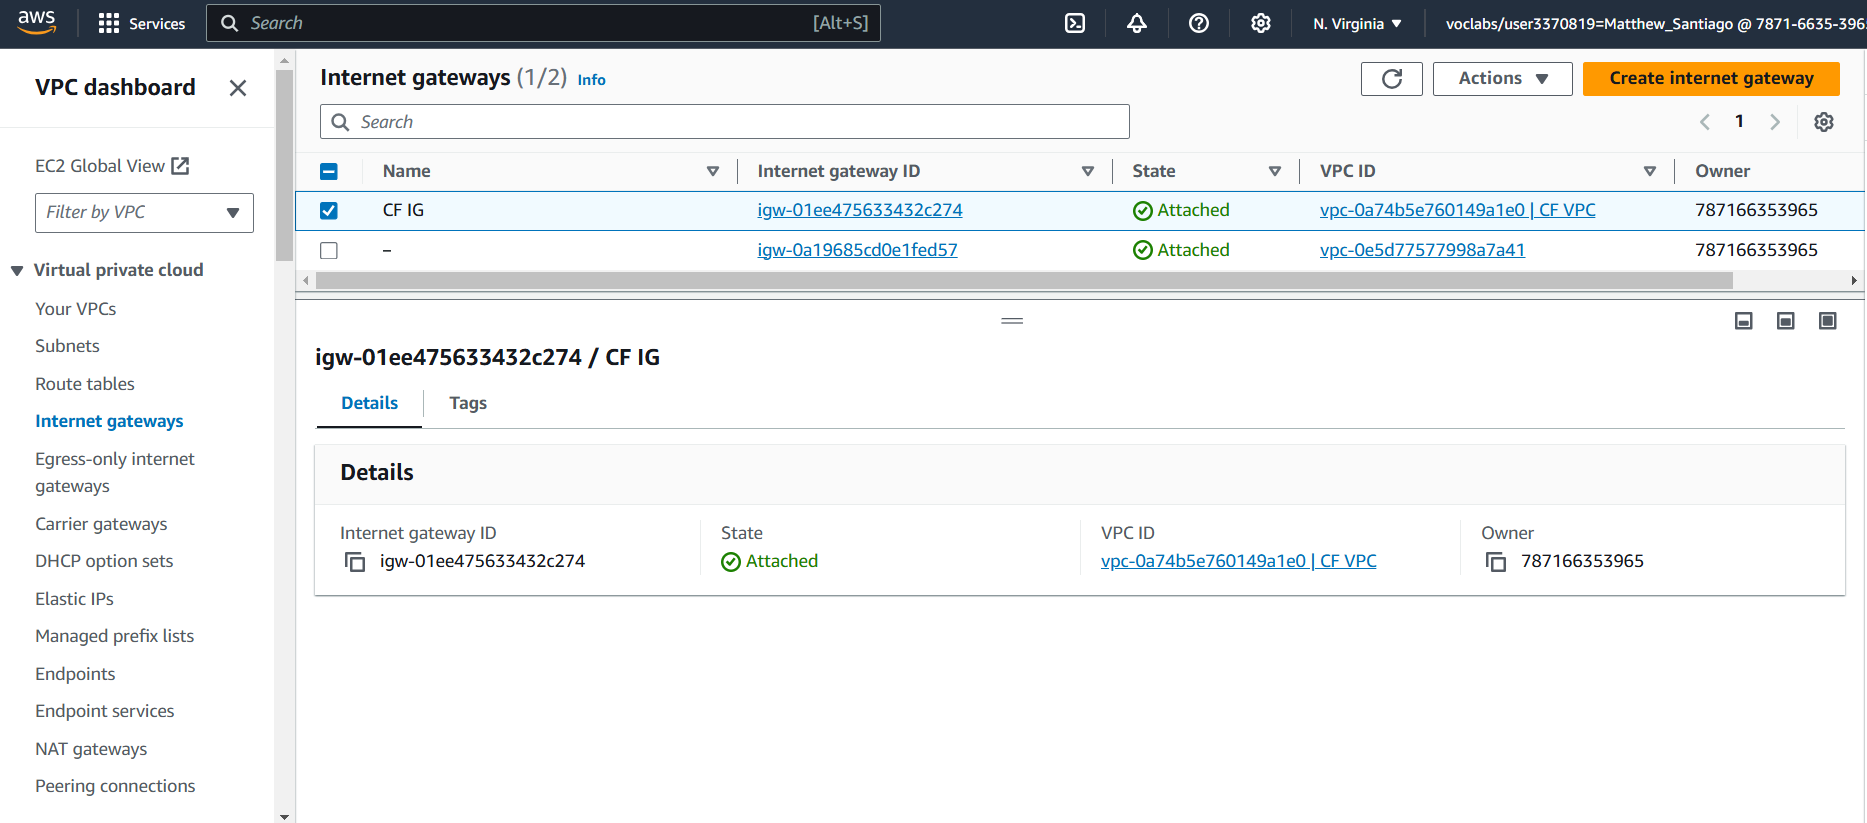 aws
Services
Search
[Alt+S]
N. Virginia
voclabs/user3370819=Matthew_Santiago @ 7871-6635-396
VPC dashboard
EC2 Global View
Filter by VPC
Virtual private cloud
Your VPCs
Subnets
Route tables
Internet gateways
Egress-only internet
gateways
Carrier gateways
DHCP option sets
Elastic IPs
Managed prefix lists
Endpoints
Endpoint services
NAT gateways
Peering connections
Internet gateways (1/2) Info
Actions
Create internet gateway
Search
1
Name Internet gateway ID State VPC ID Owner
CF IG igw-01ee475633432c274 Attached vpc-0a74b5e760149a1e0 | CF VPC 787166353965
– igw-0a19685cd0e1fed57 Attached vpc-0e5d77577998a7a41 787166353965
igw-01ee475633432c274 / CF IG
Details Tags
Details
Internet gateway ID State VPC ID Owner
igw-01ee475633432c274 Attached vpc-0a74b5e760149a1e0 | CF VPC 787166353965